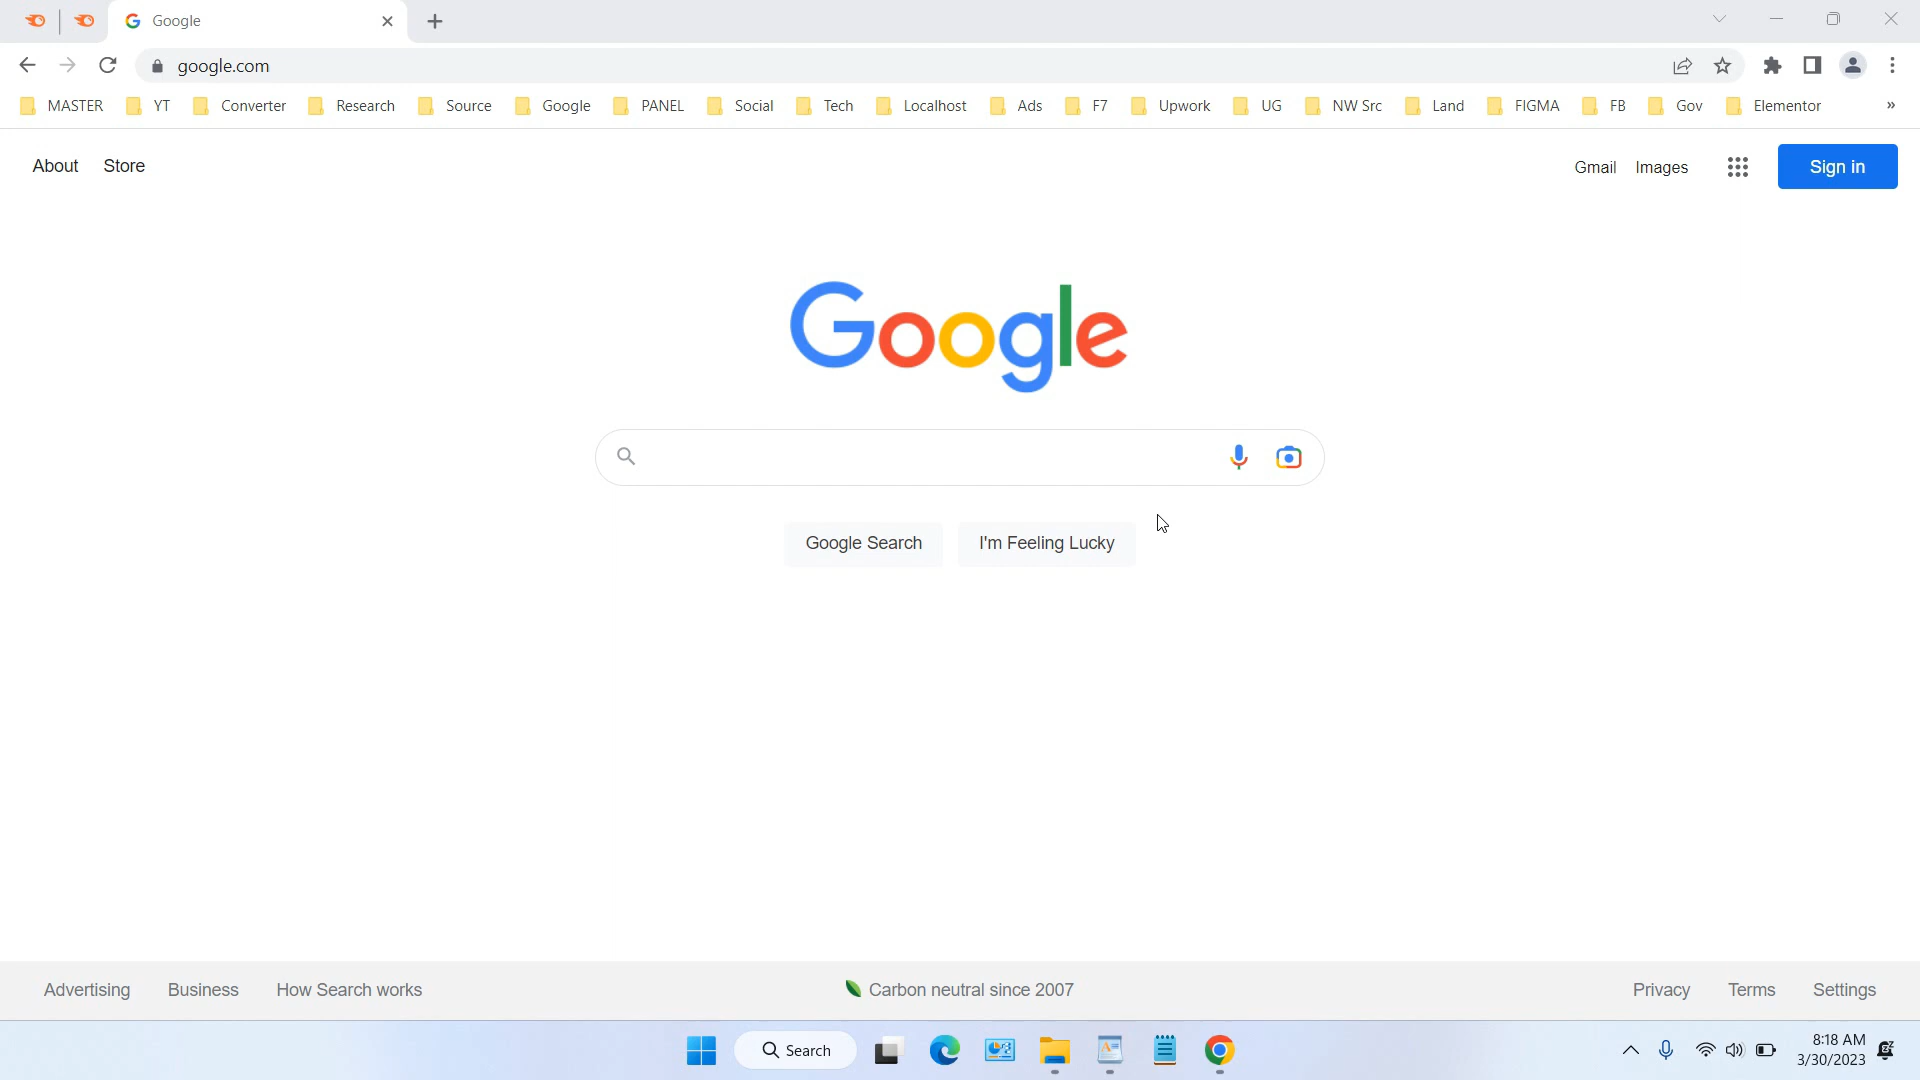 Google
google.com
MASTER YT Converter Research Source Google PANEL Social Tech Localhost Ads F7 Upwork UG NW Src Land FIGMA FB Gov Elementor »
About Store Gmail Images Sign in
Google
Google Search I'm Feeling Lucky
Advertising Business How Search works Carbon neutral since 2007 Privacy Terms Settings
Search 8:18 AM
3/30/2023